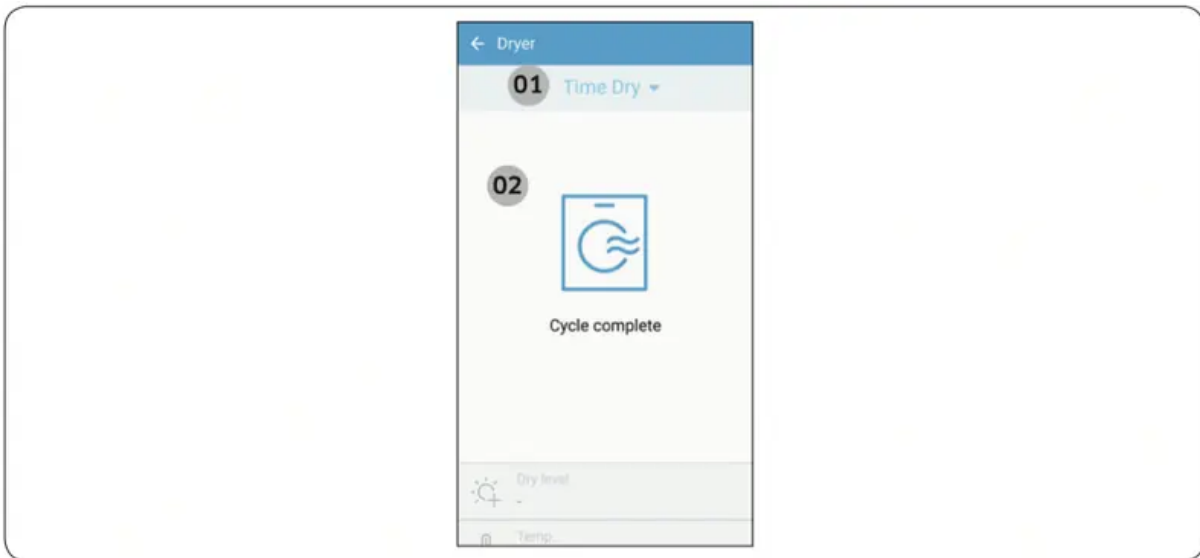 ← Dryer
01 Time Dry
02
Cycle complete
Dry level
-
Temp.